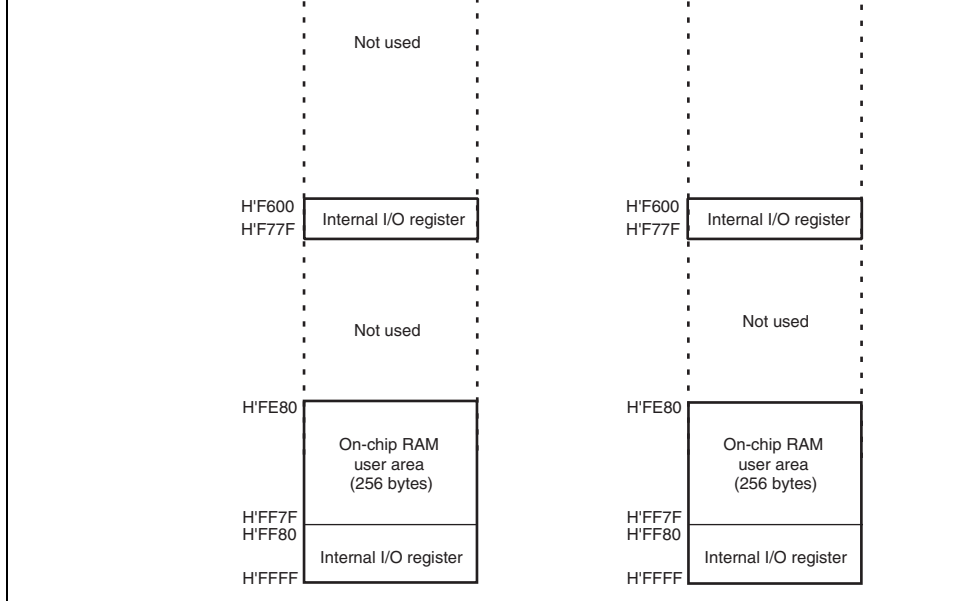 Not used
H'F600
Internal I/O register
H'F77F
Not used
H'FE80
On-chip RAM
user area
(256 bytes)
H'FF7F
H'FF80
Internal I/O register
H'FFFF
H'F600
Internal I/O register
H'F77F
Not used
H'FE80
On-chip RAM
user area
(256 bytes)
H'FF7F
H'FF80
Internal I/O register
H'FFFF